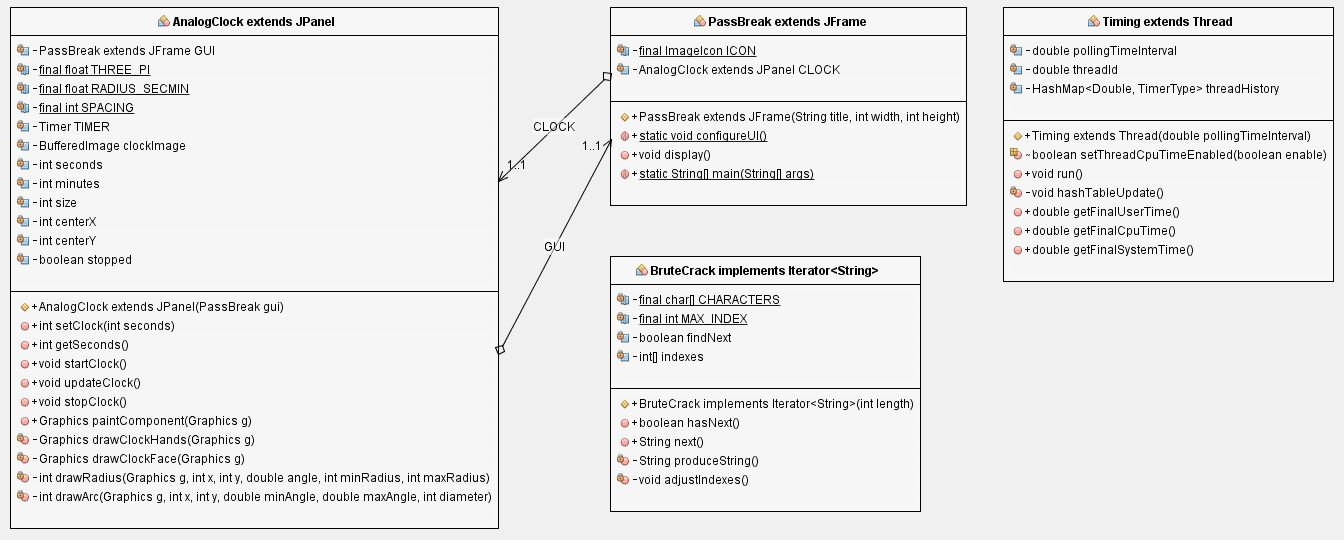 AnalogClock extends JPanel
- PassBreak extends JFrame GUI
- final float THREE_PI
- final float RADIUS_SECMIN
- final int SPACING
- Timer TIMER
- BufferedImage clockImage
- int seconds
- int minutes
- int size
- int centerX
- int centerY
- boolean stopped
+ AnalogClock extends JPanel(PassBreak gui)
+ int setClock(int seconds)
+ int getSeconds()
+ void startClock()
+ void updateClock()
+ void stopClock()
+ Graphics paintComponent(Graphics g)
- Graphics drawClockHands(Graphics g)
- Graphics drawClockFace(Graphics g)
- int drawRadius(Graphics g, int x, int y, double angle, int minRadius, int maxRadius)
- int drawArc(Graphics g, int x, int y, double minAngle, double maxAngle, int diameter)
CLOCK
1..1
1..1
GUI
PassBreak extends JFrame
- final ImageIcon ICON
- AnalogClock extends JPanel CLOCK
+ PassBreak extends JFrame(String title, int width, int height)
+ static void configureUI()
+ void display()
+ static String[] main(String[] args)
BruteCrack implements Iterator<String>
- final char[] CHARACTERS
- final int MAX_INDEX
- boolean findNext
- int[] indexes
+ BruteCrack implements Iterator<String>(int length)
+ boolean hasNext()
+ String next()
- String produceString()
- void adjustIndexes()
Timing extends Thread
- double pollingTimeInterval
- double threadId
- HashMap<Double, TimerType> threadHistory
+ Timing extends Thread(double pollingTimeInterval)
~ boolean setThreadCpuTimeEnabled(boolean enable)
+ void run()
- void hashTableUpdate()
+ double getFinalUserTime()
+ double getFinalCpuTime()
+ double getFinalSystemTime()